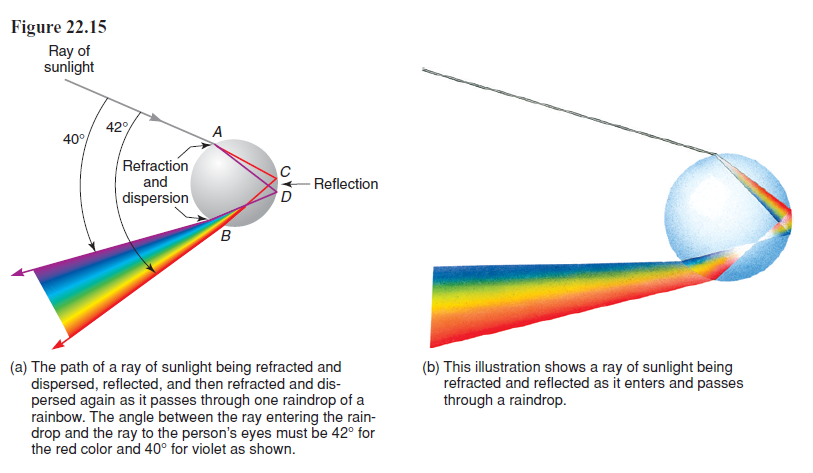 Figure 22.15
Ray of
sunlight
40°
42°
A
Refraction
and
dispersion
C
Reflection
D
B
(a) The path of a ray of sunlight being refracted and
dispersed, reflected, and then refracted and dis-
persed again as it passes through one raindrop of a
rainbow. The angle between the ray entering the rain-
drop and the ray to the person's eyes must be 42° for
the red color and 40° for violet as shown.
(b) This illustration shows a ray of sunlight being
refracted and reflected as it enters and passes
through a raindrop.